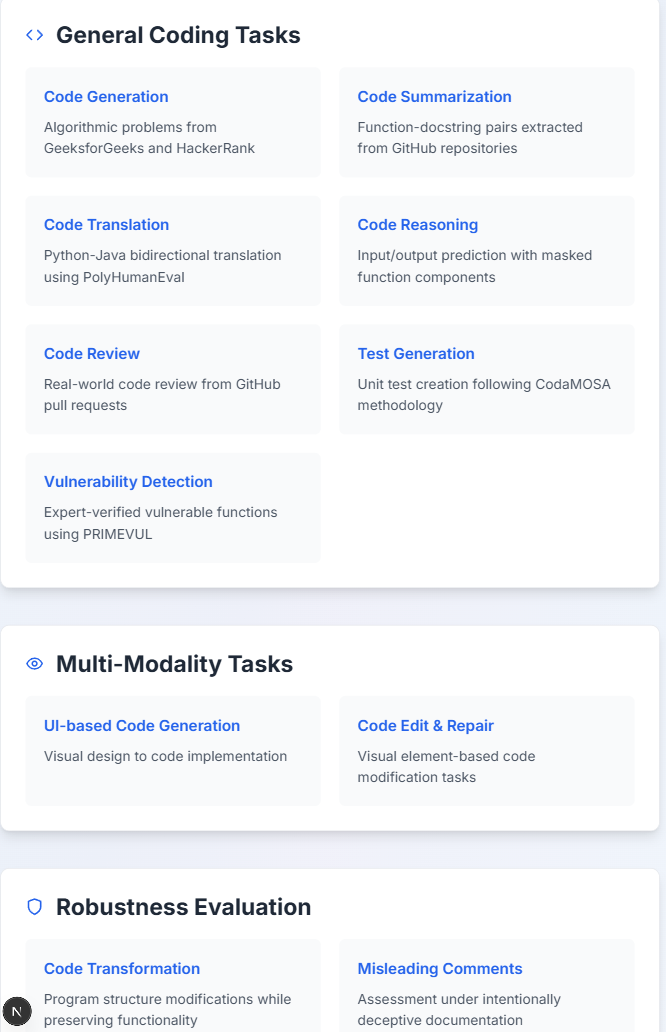 General Coding Tasks
Code Generation
Algorithmic problems from
GeeksforGeeks and HackerRank
Code Summarization
Function-docstring pairs extracted
from GitHub repositories
Code Translation
Python-Java bidirectional translation
using PolyHumanEval
Code Reasoning
Input/output prediction with masked
function components
Code Review
Real-world code review from GitHub
pull requests
Test Generation
Unit test creation following CodaMOSA
methodology
Vulnerability Detection
Expert-verified vulnerable functions
using PRIMEVUL
Multi-Modality Tasks
UI-based Code Generation
Visual design to code implementation
Code Edit & Repair
Visual element-based code
modification tasks
Robustness Evaluation
Code Transformation
Program structure modifications while
preserving functionality
Misleading Comments
Assessment under intentionally
deceptive documentation
N